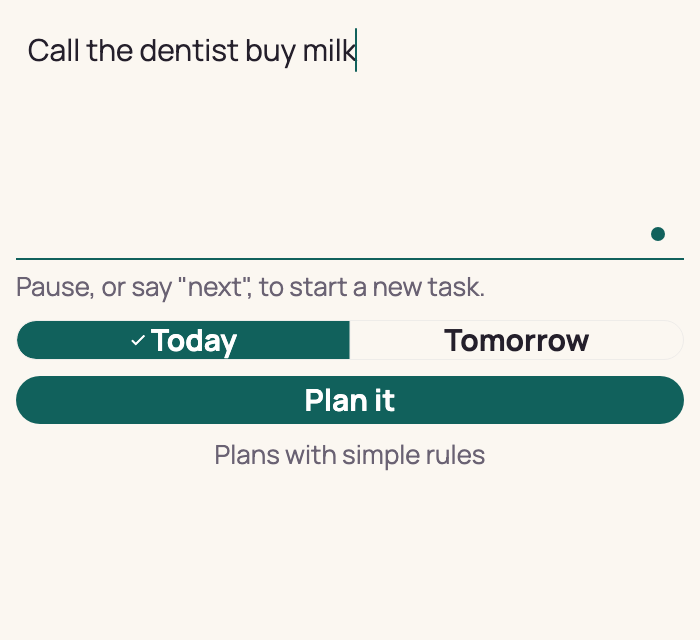 Call the dentist buy milk
Pause, or say "next", to start a new task.
Today
Tomorrow
Plan it
Plans with simple rules